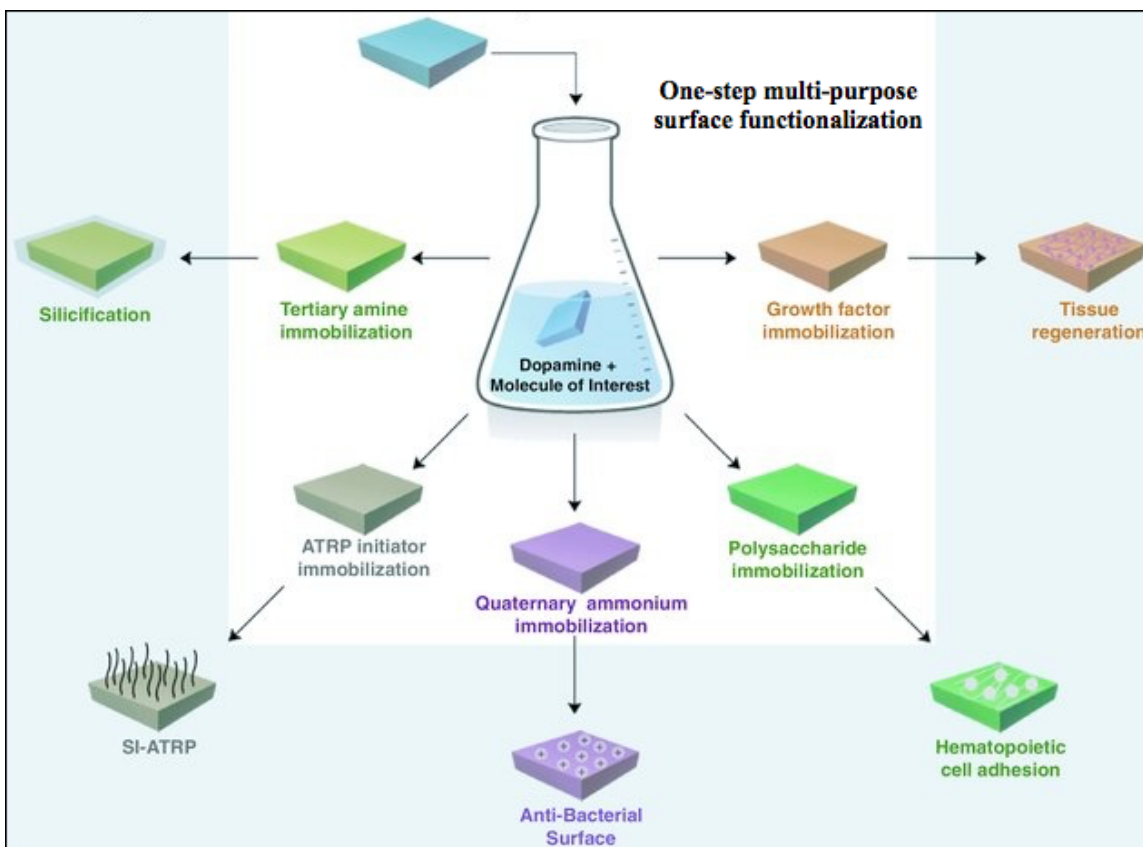 One-step multi-purpose
surface functionalization
Silicification
Tertiary amine
immobilization
Growth factor
immobilization
Tissue
regeneration
Dopamine +
Molecule of Interest
ATRP initiator
immobilization
Quaternary ammonium
immobilization
Polysaccharide
immobilization
SI-ATRP
+ + + + + + + + +
Anti-Bacterial
Surface
Hematopoietic
cell adhesion